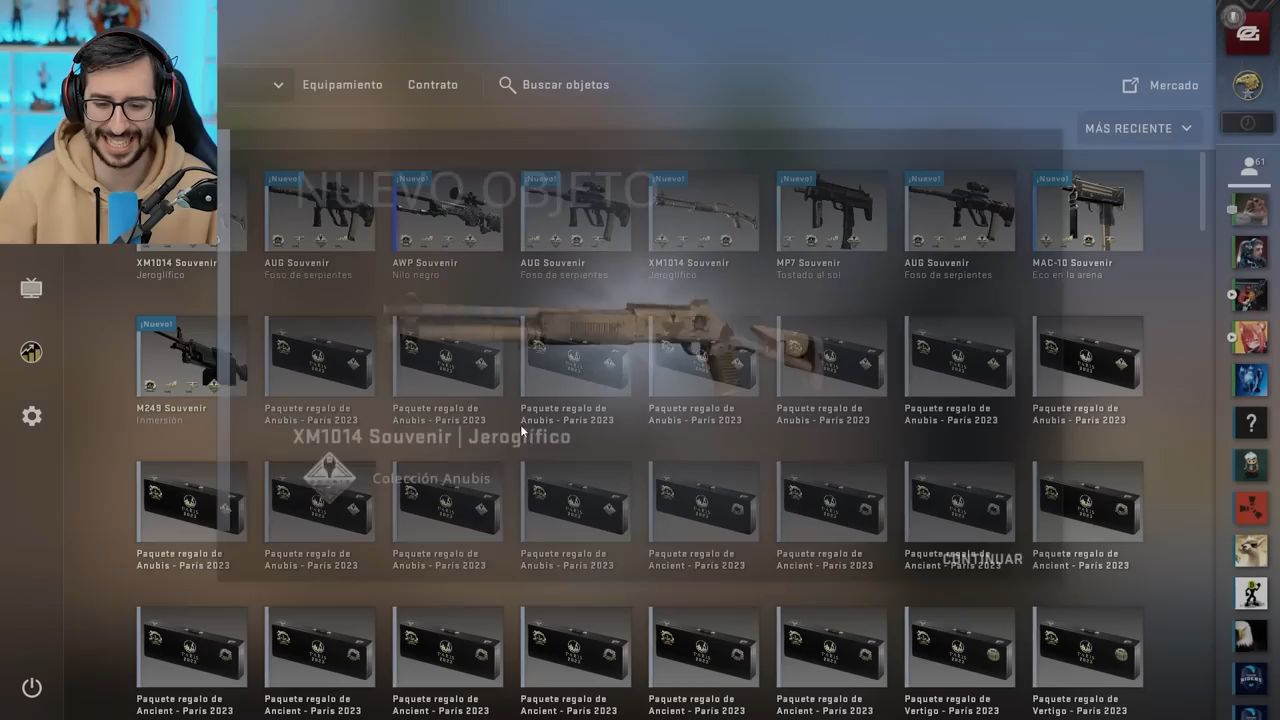 Equipamiento
Contrato
Buscar objetos
Mercado
MÁS RECIENTE
61
NUEVO OBJETO
¡Nuevo!
¡Nuevo!
¡Nuevo!
¡Nuevo!
¡Nuevo!
¡Nuevo!
¡Nuevo!
XM1014 Souvenir
Jeroglífico
AUG Souvenir
Foso de serpientes
AWP Souvenir
Nilo negro
AUG Souvenir
Foso de serpientes
XM1014 Souvenir
Jeroglífico
MP7 Souvenir
Tostado al sol
AUG Souvenir
Foso de serpientes
MAC-10 Souvenir
Eco en la arena
¡Nuevo!
M249 Souvenir
Inmersión
Paquete regalo de
Anubis - París 2023
Paquete regalo de
Anubis - París 2023
Paquete regalo de
Anubis - París 2023
Paquete regalo de
Anubis - París 2023
Paquete regalo de
Anubis - París 2023
Paquete regalo de
Anubis - París 2023
Paquete regalo de
Anubis - París 2023
XM1014 Souvenir | Jeroglífico
Colección Anubis
Paquete regalo de
Anubis - París 2023
Paquete regalo de
Anubis - París 2023
Paquete regalo de
Anubis - París 2023
Paquete regalo de
Anubis - París 2023
Paquete regalo de
Ancient - París 2023
Paquete regalo de
Ancient - París 2023
Paquete regalo de
Ancient - París 2023
Paquete regalo de
Ancient - París 2023
CONTINUAR
Paquete regalo de
Ancient - París 2023
Paquete regalo de
Ancient - París 2023
Paquete regalo de
Ancient - París 2023
Paquete regalo de
Ancient - París 2023
Paquete regalo de
Ancient - París 2023
Paquete regalo de
Ancient - París 2023
Paquete regalo de
Vertigo - París 2023
Paquete regalo de
Vertigo - París 2023